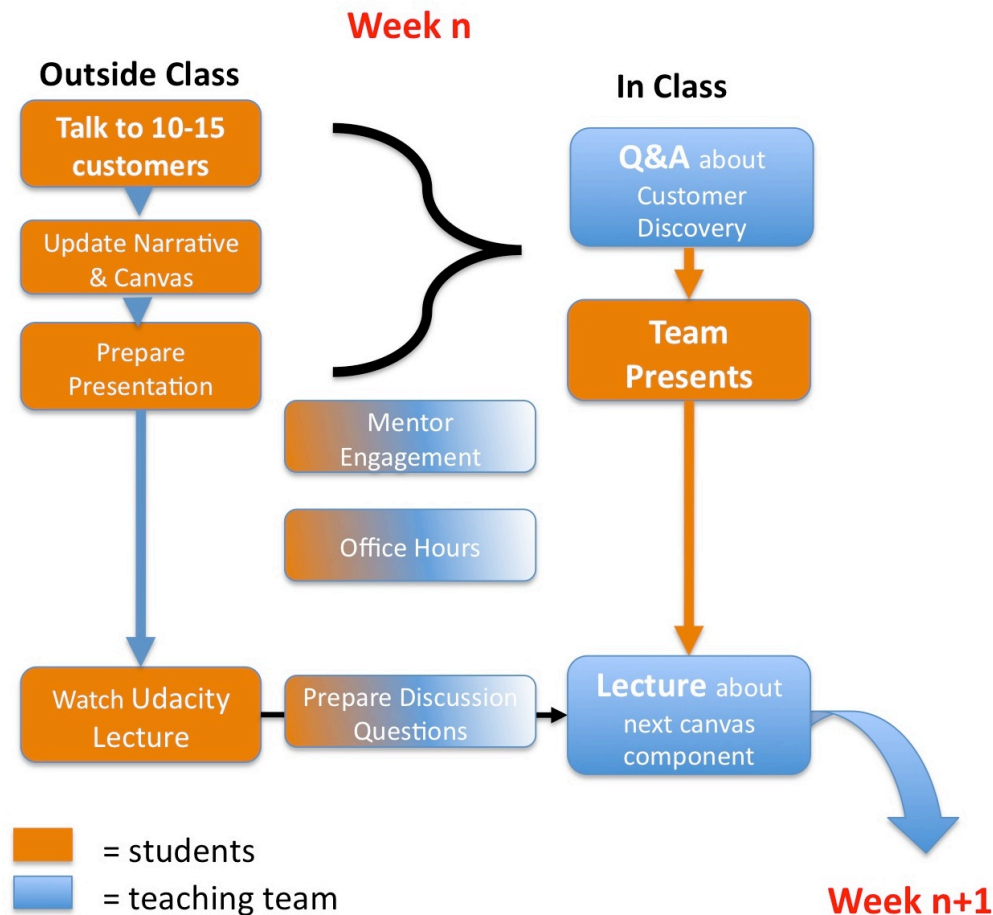 Week n
Outside Class
Talk to 10-15
customers
Update Narrative
& Canvas
Prepare
Presentation
Mentor
Engagement
Office Hours
Watch Udacity
Lecture
Prepare Discussion
Questions
In Class
Q&A about
Customer
Discovery
Team
Presents
Lecture about
next canvas
component
= students
= teaching team
Week n+1